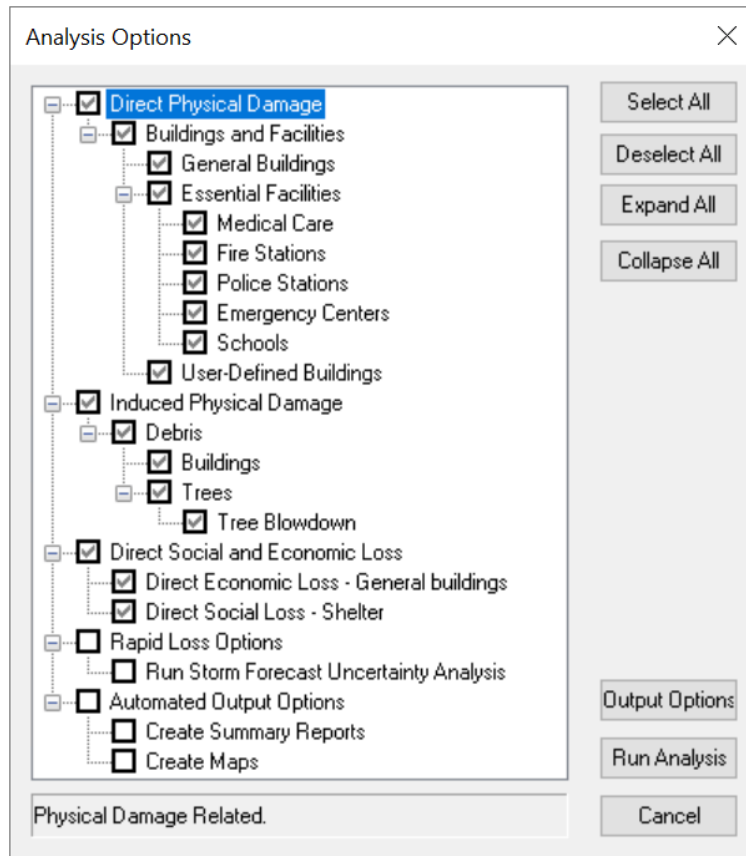 Analysis Options
Direct Physical Damage
Buildings and Facilities
General Buildings
Essential Facilities
Medical Care
Fire Stations
Police Stations
Emergency Centers
Schools
User-Defined Buildings
Induced Physical Damage
Debris
Buildings
Trees
Tree Blowdown
Direct Social and Economic Loss
Direct Economic Loss - General buildings
Direct Social Loss - Shelter
Rapid Loss Options
Run Storm Forecast Uncertainty Analysis
Automated Output Options
Create Summary Reports
Create Maps
Select All
Deselect All
Expand All
Collapse All
Output Options
Run Analysis
Physical Damage Related.
Cancel